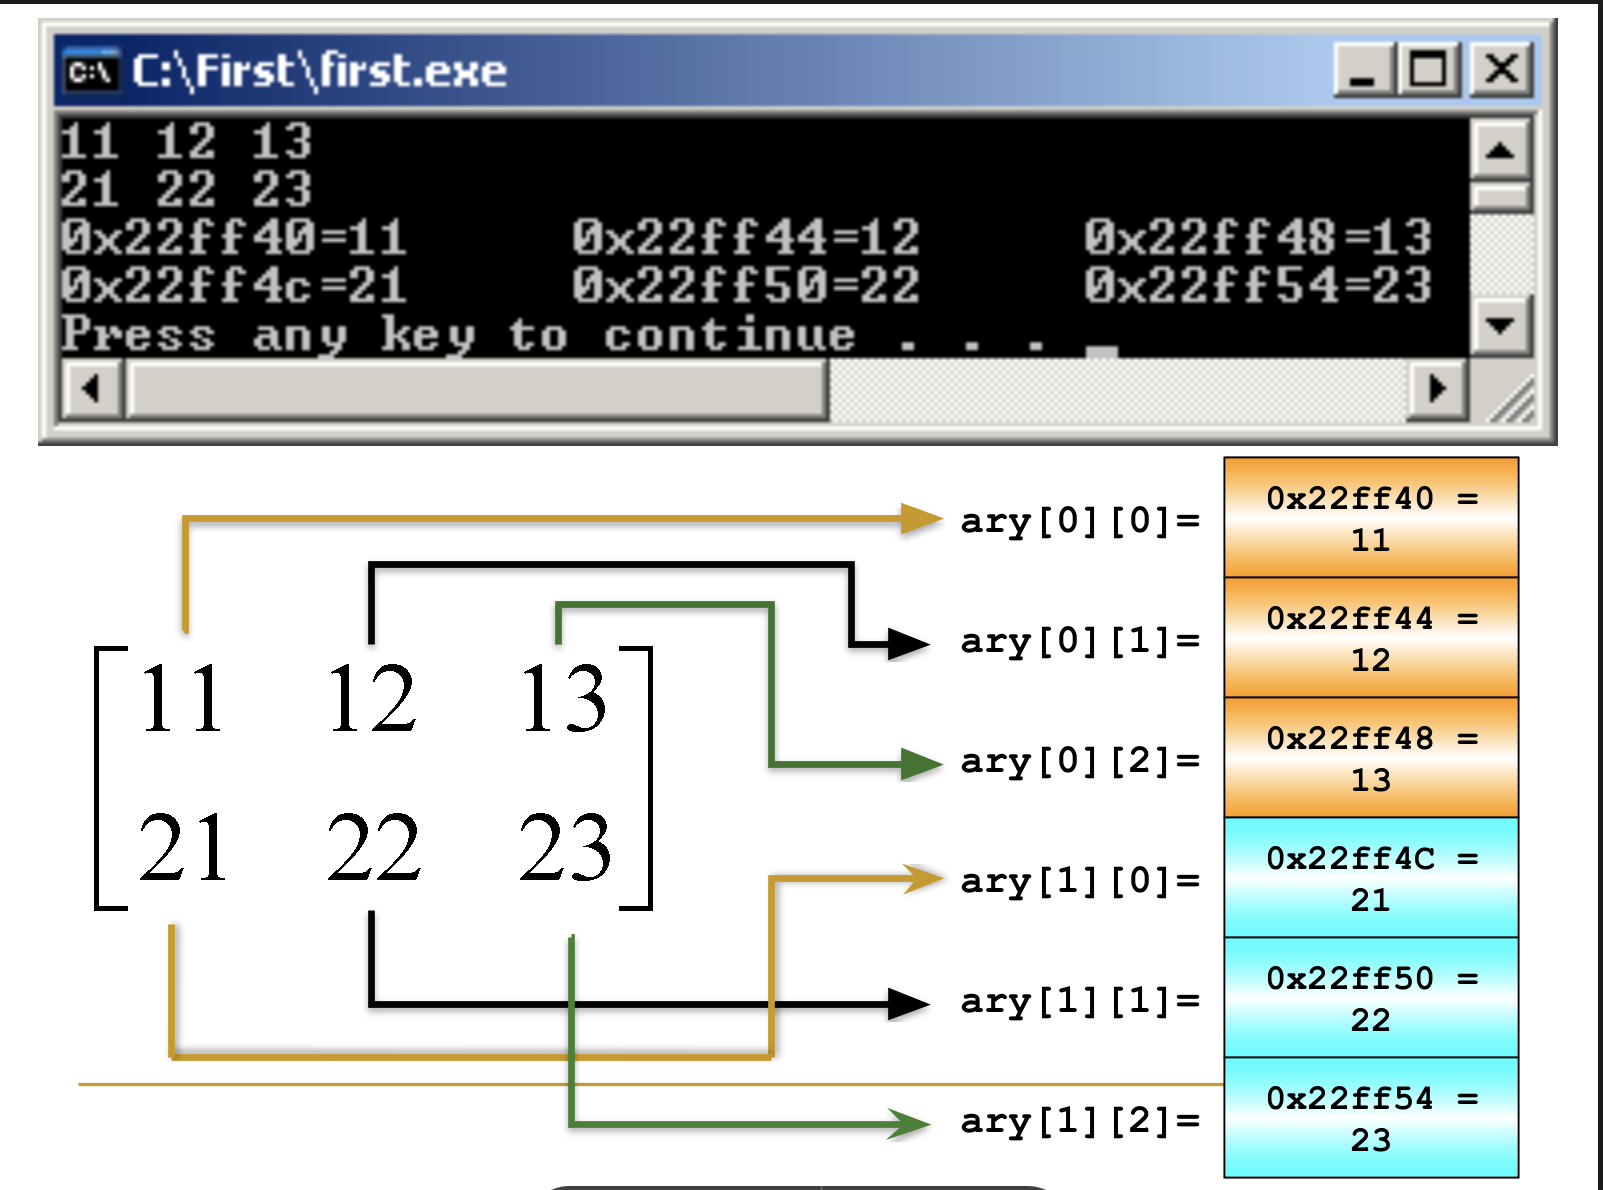 C:\First\first.exe
11 12 13
21 22 23
0x22ff40=11 0x22ff44=12 0x22ff48=13
0x22ff4c=21 0x22ff50=22 0x22ff54=23
Press any key to continue . . . _
11 12 13
21 22 23
ary[0][0]= 0x22ff40 =
11
ary[0][1]= 0x22ff44 =
12
ary[0][2]= 0x22ff48 =
13
ary[1][0]= 0x22ff4C =
21
ary[1][1]= 0x22ff50 =
22
ary[1][2]= 0x22ff54 =
23